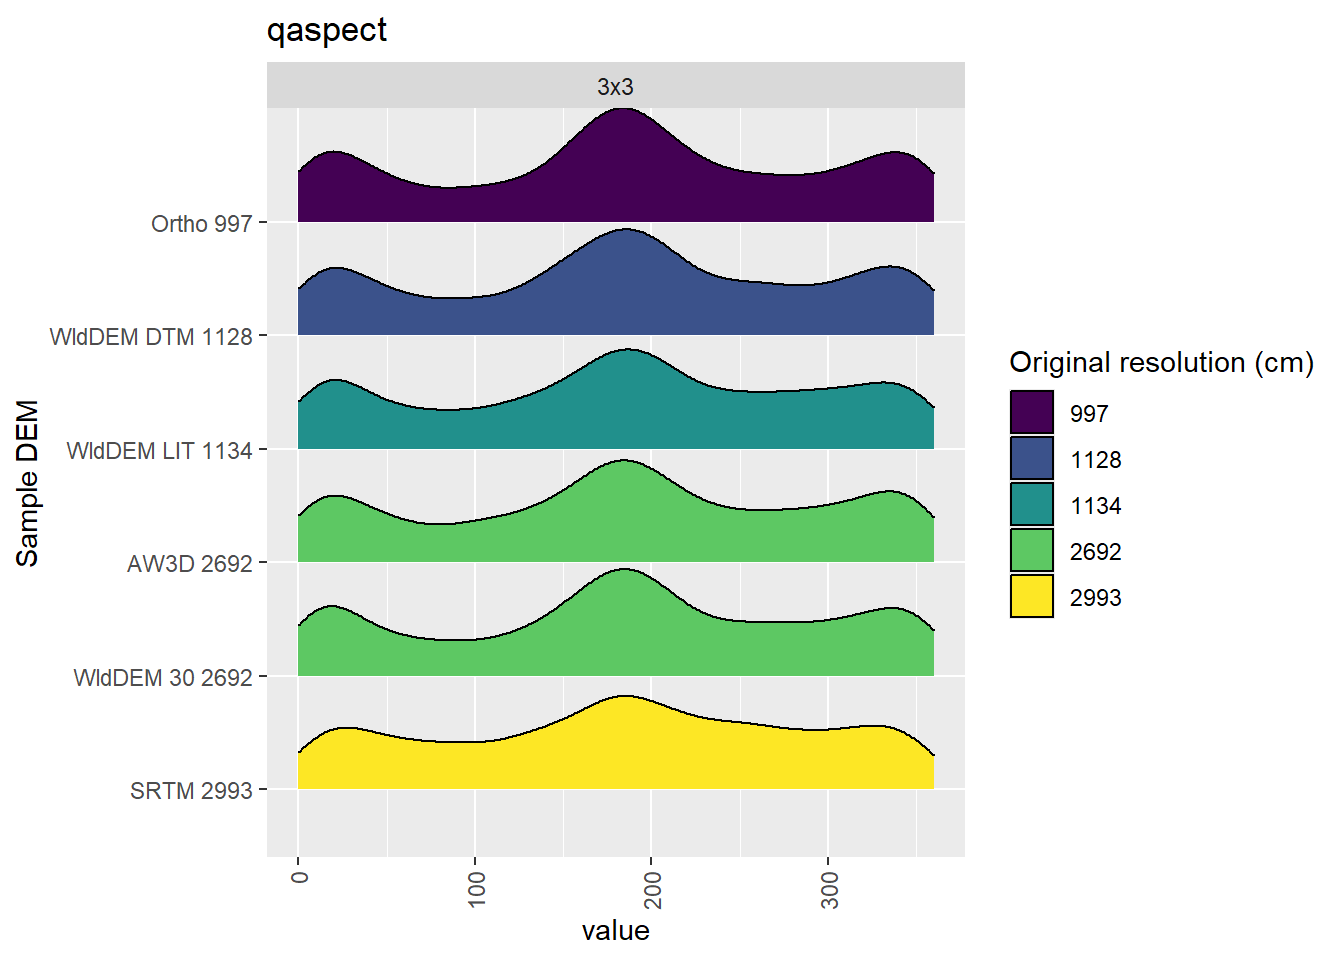 qaspect
3x3
Ortho 997
WldDEM DTM 1128
WldDEM LIT 1134
AW3D 2692
WldDEM 30 2692
SRTM 2993
Sample DEM
0
100
200
300
value
Original resolution (cm)
997
1128
1134
2692
2993